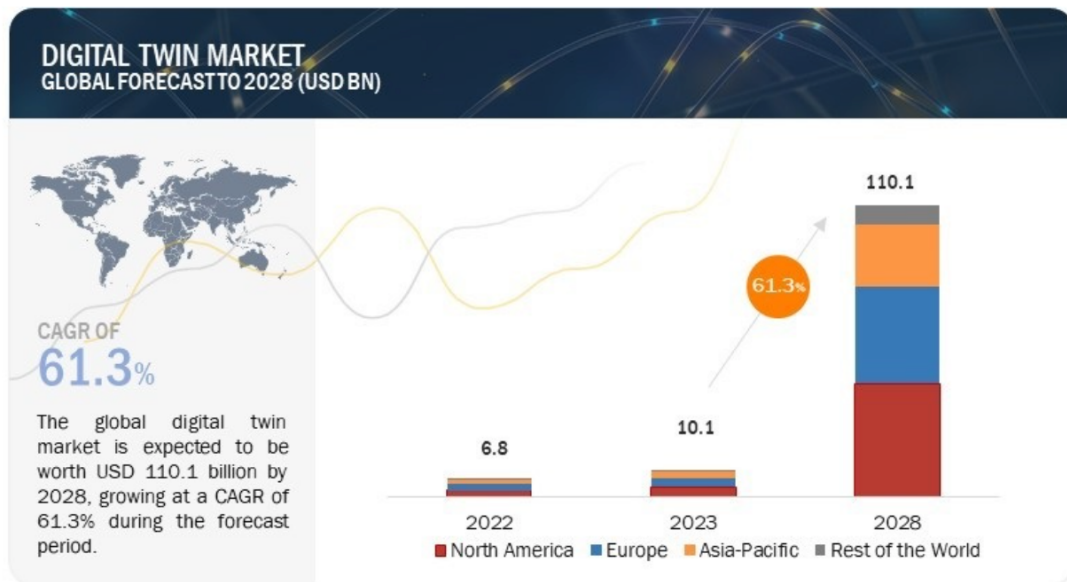 DIGITAL TWIN MARKET
GLOBAL FORECAST TO 2028 (USD BN)
CAGR OF
61.3%
The global digital twin
market is expected to be
worth USD 110.1 billion by
2028, growing at a CAGR of
61.3% during the forecast
period.
110.1
61.3%
10.1
6.8
2022 2023 2028
North America Europe Asia-Pacific Rest of the World